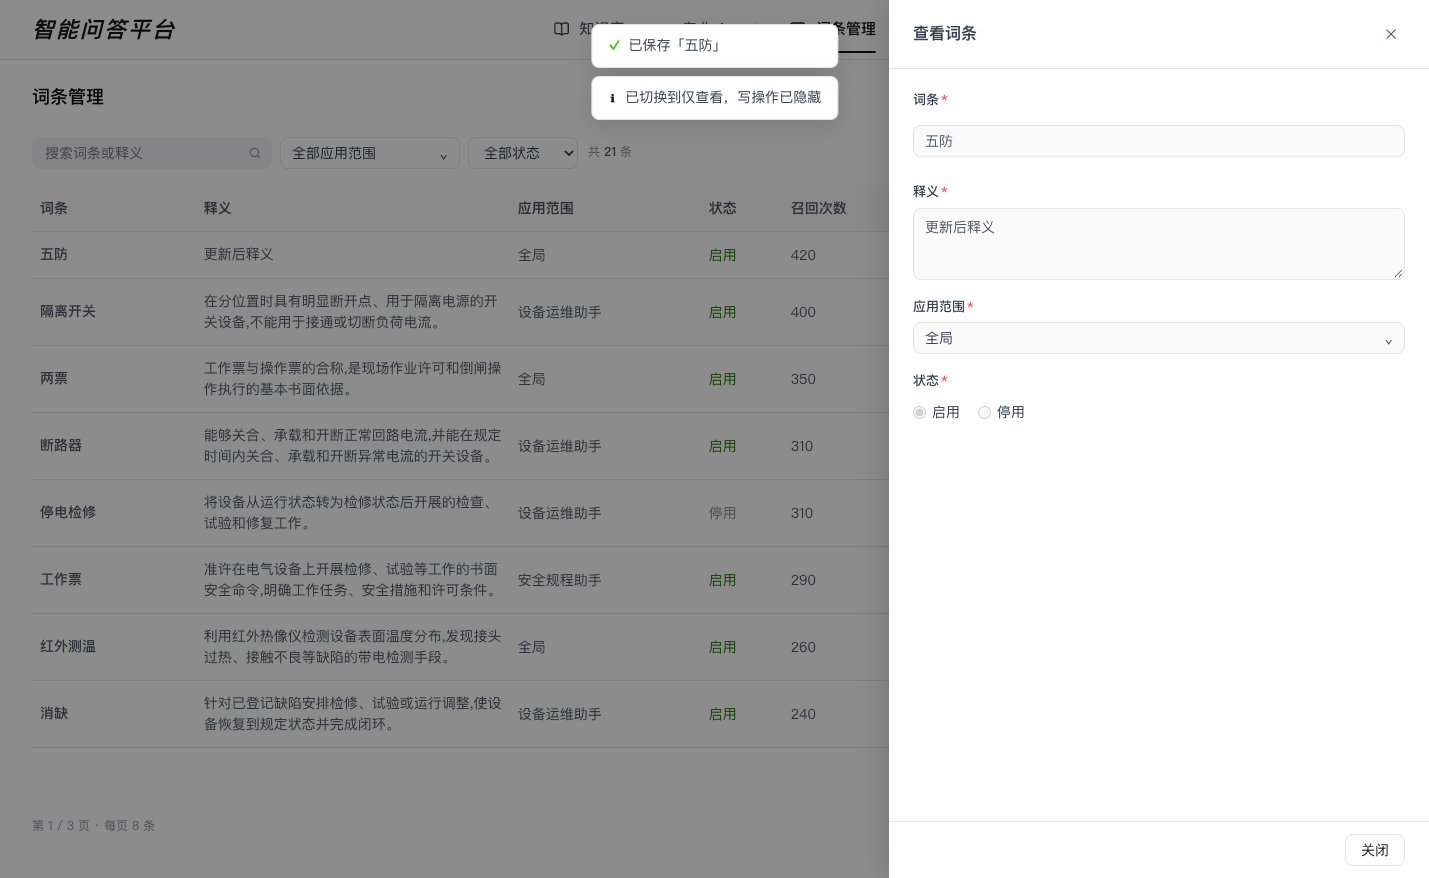 智能问答平台
词条管理
已保存「五防」
已切换到仅查看，写操作已隐藏
词条管理
搜索词条或释义
全部应用范围
全部状态
共 21 条
词条 释义 应用范围 状态 召回次数
五防 更新后释义 全局 启用 420
隔离开关 在分位置时具有明显断开点、用于隔离电源的开
关设备,不能用于接通或切断负荷电流。 设备运维助手 启用 400
两票 工作票与操作票的合称,是现场作业许可和倒闸操
作执行的基本书面依据。 全局 启用 350
断路器 能够关合、承载和开断正常回路电流,并能在规定
时间内关合、承载和开断异常电流的开关设备。 设备运维助手 启用 310
停电检修 将设备从运行状态转为检修状态后开展的检查、
试验和修复工作。 设备运维助手 停用 310
工作票 准许在电气设备上开展检修、试验等工作的书面
安全命令,明确工作任务、安全措施和许可条件。 安全规程助手 启用 290
红外测温 利用红外热像仪检测设备表面温度分布,发现接头
过热、接触不良等缺陷的带电检测手段。 全局 启用 260
消缺 针对已登记缺陷安排检修、试验或运行调整,使设
备恢复到规定状态并完成闭环。 设备运维助手 启用 240
第 1 / 3 页 · 每页 8 条
查看词条
词条 *
五防
释义 *
更新后释义
应用范围 *
全局
状态 *
启用 停用
关闭